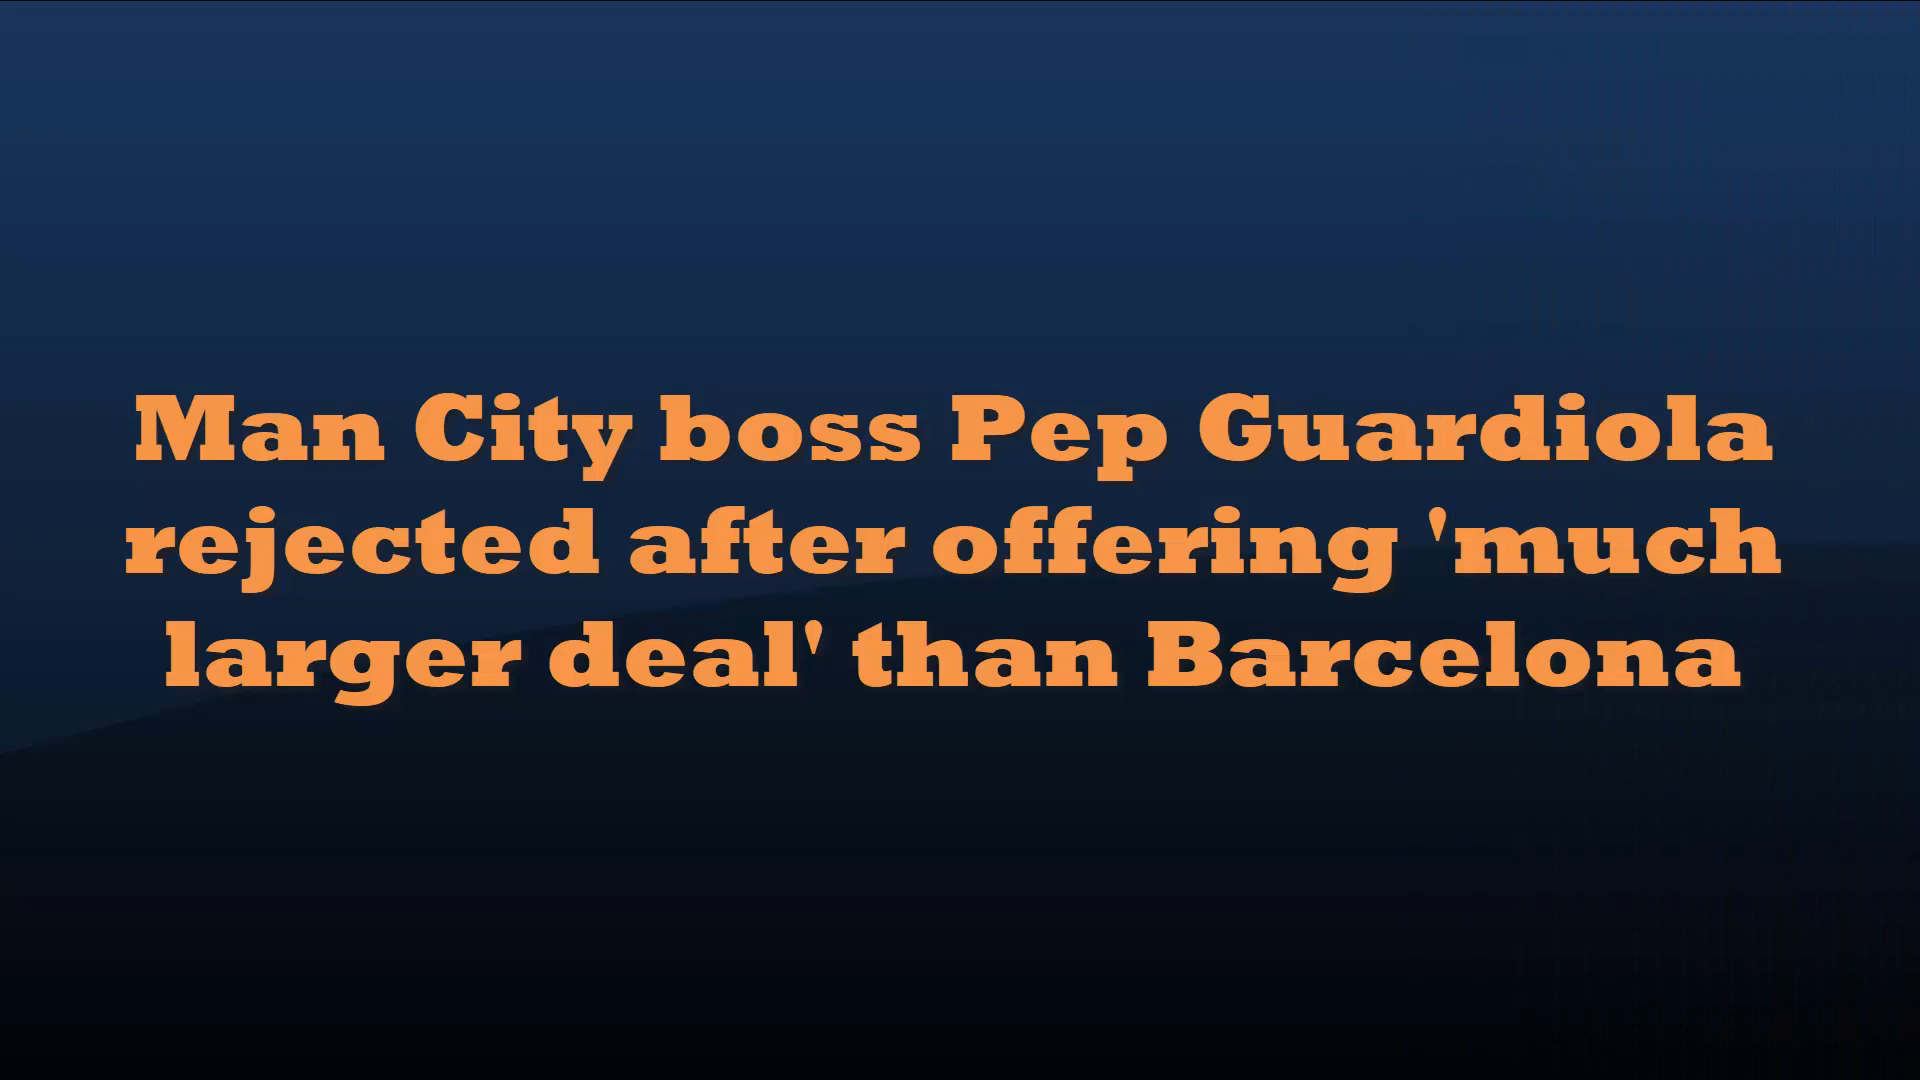 Man City boss Pep Guardiola
rejected after offering 'much
larger deal' than Barcelona